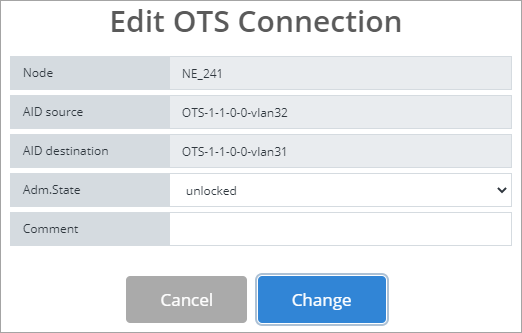 Edit OTS Connection
Node NE_241
AID source OTS-1-1-0-0-vlan32
AID destination OTS-1-1-0-0-vlan31
Adm.State unlocked
Comment
Cancel Change